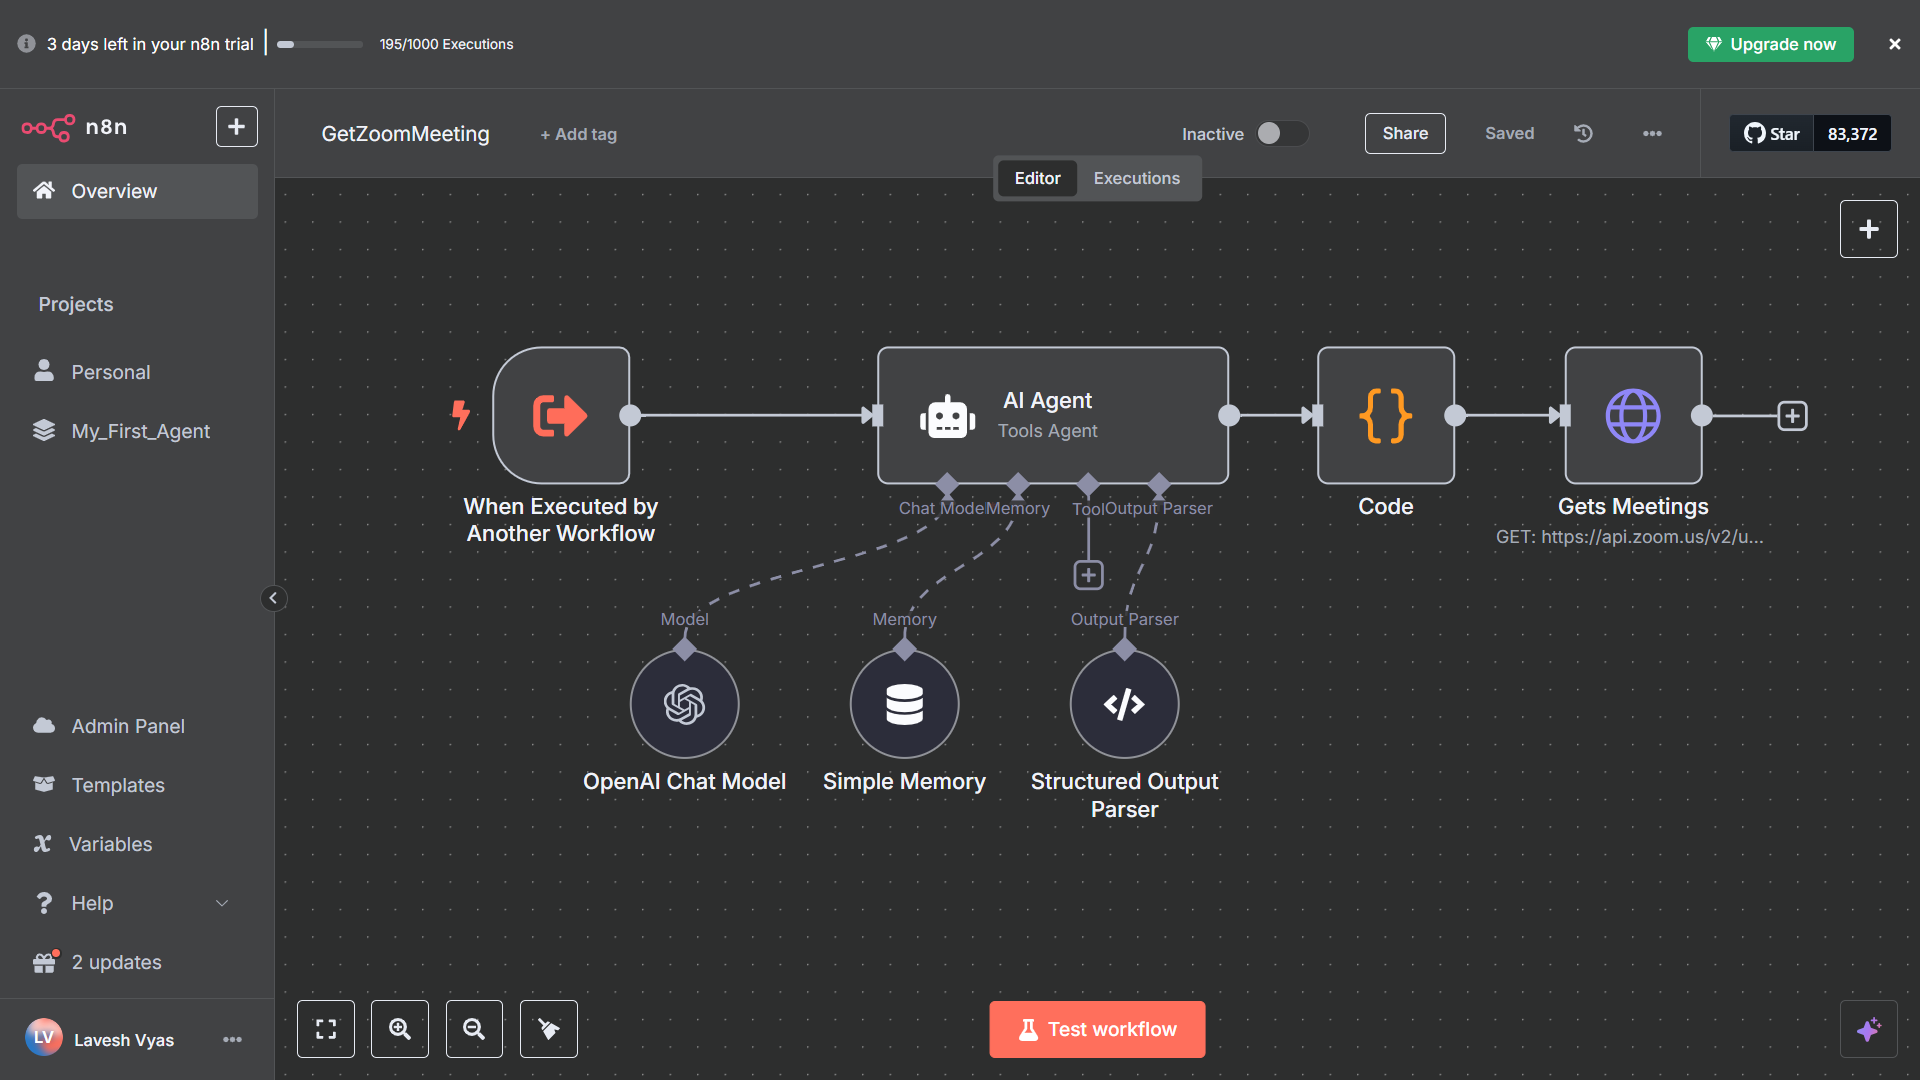 3 days left in your n8n trial
195/1000 Executions
Upgrade now
n8n
Overview
Projects
Personal
My_First_Agent
Admin Panel
Templates
Variables
Help
2 updates
LV
Lavesh Vyas
GetZoomMeeting
+ Add tag
Inactive
Share
Saved
Star
83,372
Editor
Executions
When Executed by
Another Workflow
AI Agent
Tools Agent
Chat Model
Memory
Tool
Output Parser
Code
Gets Meetings
GET: https://api.zoom.us/v2/u...
Model
Memory
Output Parser
OpenAI Chat Model
Simple Memory
Structured Output
Parser
Test workflow